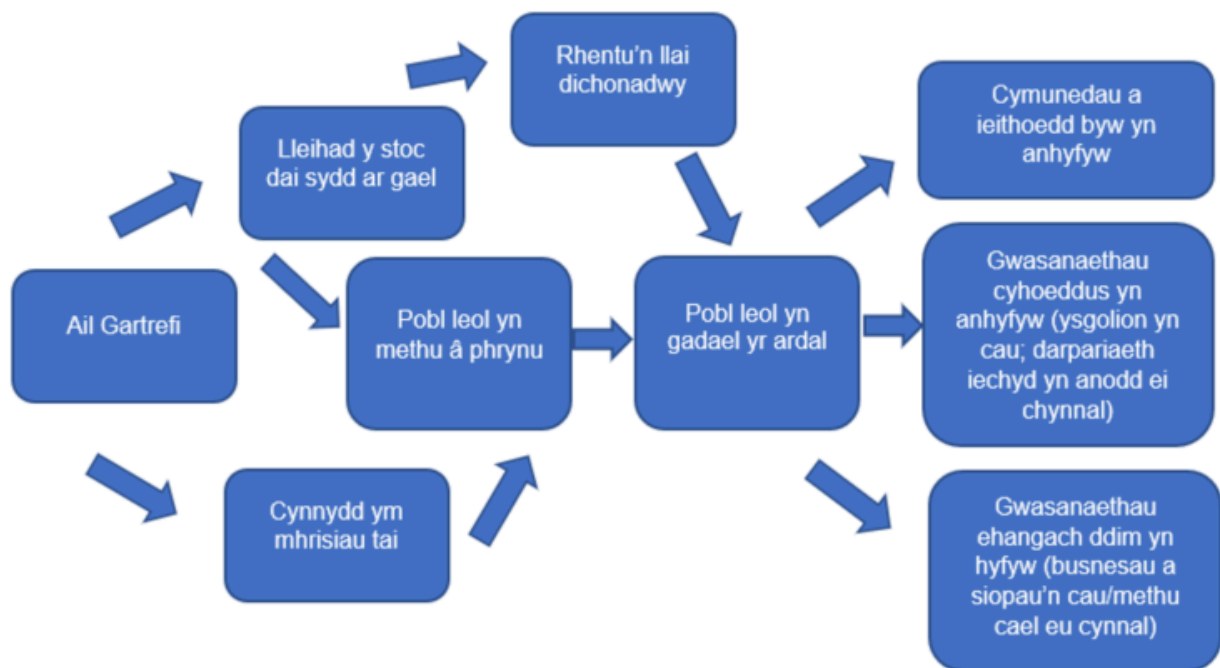 Ail Gartrefi
Lleihad y stoc
dai sydd ar gael
Cynnydd ym
mhrisiau tai
Rhentu’n llai
dichonadwy
Pobl leol yn
methu â phrynu
Pobl leol yn
gadael yr ardal
Cymunedau a
ieithoedd byw yn
anhyfyw
Gwasanaethau
cyhoeddus yn
anhyfyw (ysgolion yn
cau; darpariaeth
iechyd yn anodd ei
chynnal)
Gwasanaethau
ehangach ddim yn
hyfyw (busnesau a
siopau’n cau/methu
cael eu cynnal)